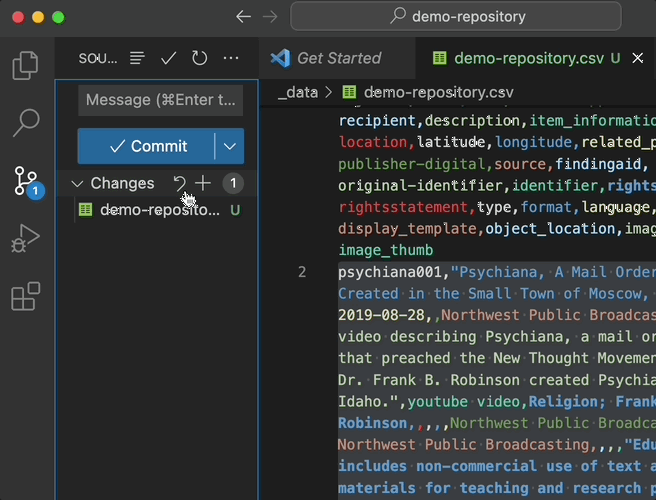 demo-repository
SOU...
Get Started
demo-repository.csv U
_data > demo-repository.csv
Message (⌘Enter t...
Commit
Changes
1
demo-reposito... U
1
recipient,description,item_informatio
location,latitude,longitude,related_p
publisher-digital,source,findingaid,
original-identifier,identifier,rights
rightsstatement,type,format,language,
display_template,object_location,imag
image_thumb
2
psychiana001,"Psychiana, A Mail Order
Created in the Small Town of Moscow,
2019-08-28,,Northwest Public Broadcas
video describing Psychiana, a mail or
that preached the New Thought Movemen
Dr. Frank B. Robinson created Psychia
Idaho.",youtube video,Religion; Frank
Robinson,,,,,Northwest Public Broadca
Northwest Public Broadcasting,,,,"Edu
includes non-commercial use of text a
materials for teaching and research p